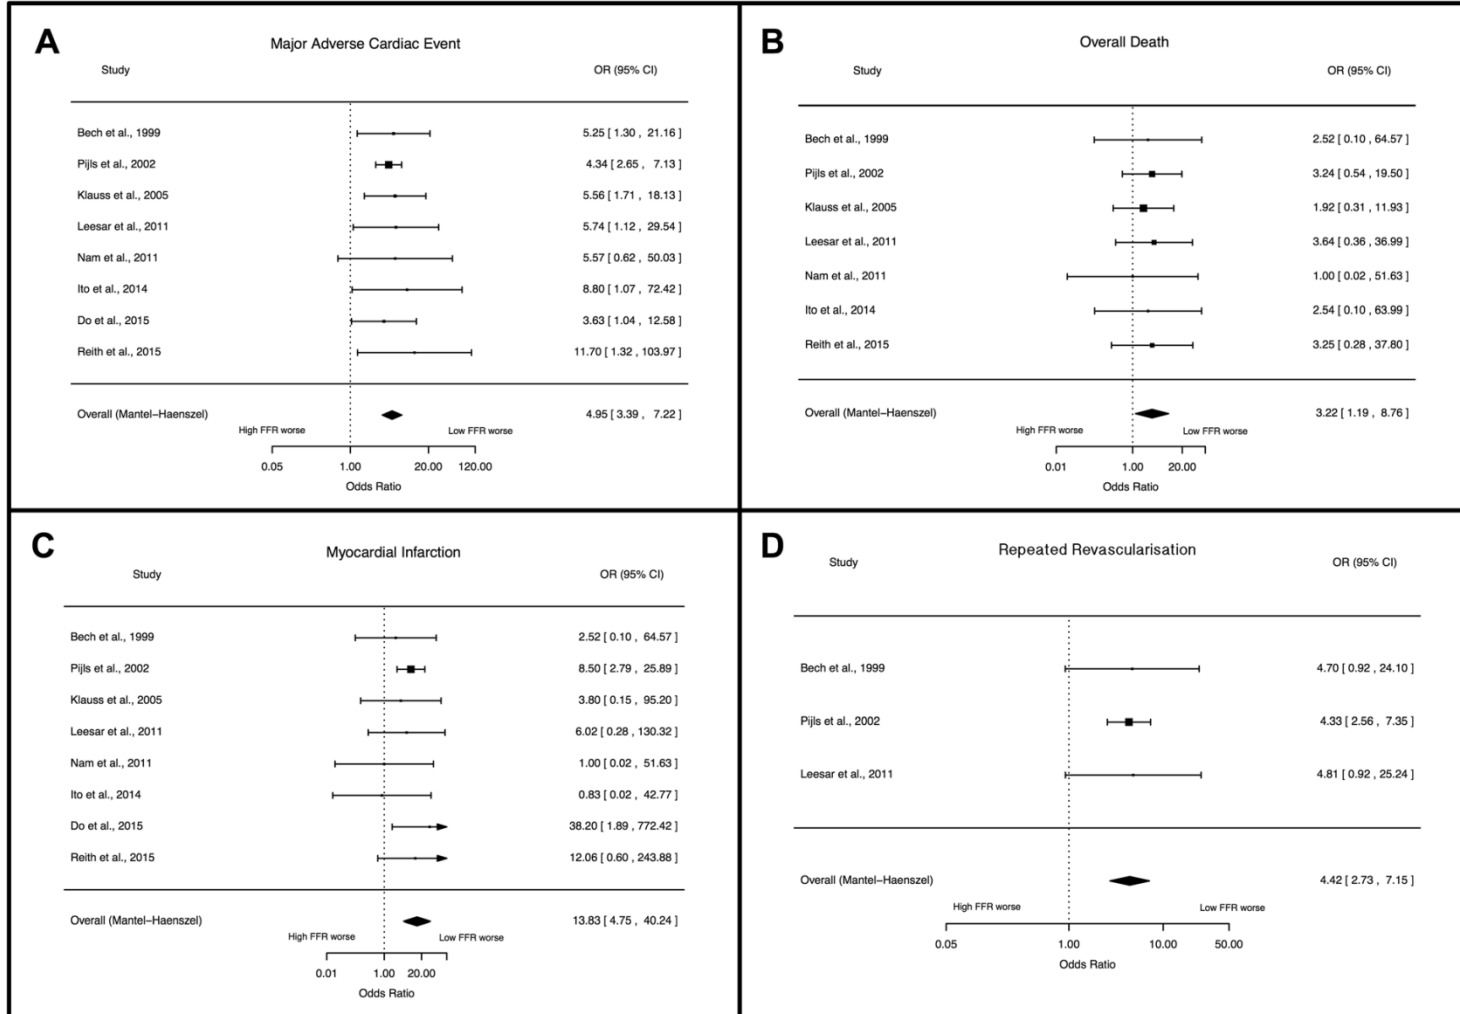 A
Major Adverse Cardiac Event
Study OR (95% CI)
Bech et al., 1999 5.25 [ 1.30 , 21.16 ]
Pijls et al., 2002 4.34 [ 2.65 , 7.13 ]
Klauss et al., 2005 5.56 [ 1.71 , 18.13 ]
Leesar et al., 2011 5.74 [ 1.12 , 29.54 ]
Nam et al., 2011 5.57 [ 0.62 , 50.03 ]
Ito et al., 2014 8.80 [ 1.07 , 72.42 ]
Do et al., 2015 3.63 [ 1.04 , 12.58 ]
Reith et al., 2015 11.70 [ 1.32 , 103.97 ]
Overall (Mantel−Haenszel) 4.95 [ 3.39 , 7.22 ]
High FFR worse Low FFR worse
0.05 1.00 20.00 120.00
Odds Ratio
B
Overall Death
Study OR (95% CI)
Bech et al., 1999 2.52 [ 0.10 , 64.57 ]
Pijls et al., 2002 3.24 [ 0.54 , 19.50 ]
Klauss et al., 2005 1.92 [ 0.31 , 11.93 ]
Leesar et al., 2011 3.64 [ 0.36 , 36.99 ]
Nam et al., 2011 1.00 [ 0.02 , 51.63 ]
Ito et al., 2014 2.54 [ 0.10 , 63.99 ]
Reith et al., 2015 3.25 [ 0.28 , 37.80 ]
Overall (Mantel−Haenszel) 3.22 [ 1.19 , 8.76 ]
High FFR worse Low FFR worse
0.01 1.00 20.00
Odds Ratio
C
Myocardial Infarction
Study OR (95% CI)
Bech et al., 1999 2.52 [ 0.10 , 64.57 ]
Pijls et al., 2002 8.50 [ 2.79 , 25.89 ]
Klauss et al., 2005 3.80 [ 0.15 , 95.20 ]
Leesar et al., 2011 6.02 [ 0.28 , 130.32 ]
Nam et al., 2011 1.00 [ 0.02 , 51.63 ]
Ito et al., 2014 0.83 [ 0.02 , 42.77 ]
Do et al., 2015 38.20 [ 1.89 , 772.42 ]
Reith et al., 2015 12.06 [ 0.60 , 243.88 ]
Overall (Mantel−Haenszel) 13.83 [ 4.75 , 40.24 ]
High FFR worse Low FFR worse
0.01 1.00 20.00
Odds Ratio
D
Repeated Revascularisation
Study OR (95% CI)
Bech et al., 1999 4.70 [ 0.92 , 24.10 ]
Pijls et al., 2002 4.33 [ 2.56 , 7.35 ]
Leesar et al., 2011 4.81 [ 0.92 , 25.24 ]
Overall (Mantel−Haenszel) 4.42 [ 2.73 , 7.15 ]
High FFR worse Low FFR worse
0.05 1.00 10.00 50.00
Odds Ratio